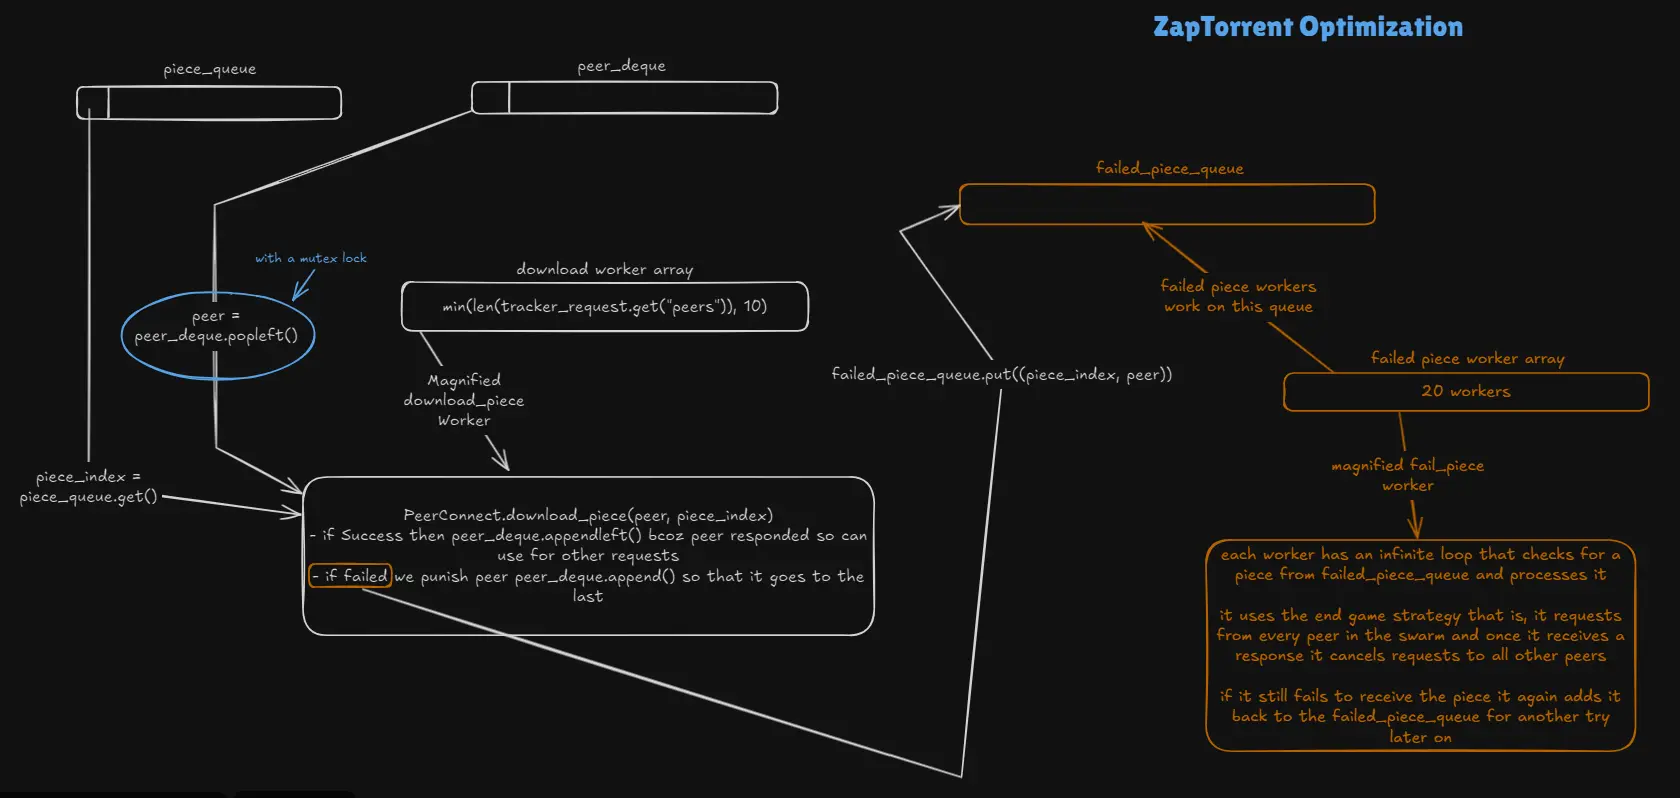 ZapTorrent Optimization
piece_queue
peer_deque
with a mutex lock
peer =
peer_deque.popleft()
download worker array
min(len(tracker_request.get("peers")), 10)
Magnified
download_piece
Worker
piece_index =
piece_queue.get()
PeerConnect.download_piece(peer, piece_index)
- if Success then peer_deque.appendleft() bcoz peer responded so can
use for other requests
- if failed we punish peer peer_deque.append() so that it goes to the
last
failed_piece_queue.put((piece_index, peer))
failed_piece_queue
failed piece workers
work on this queue
failed piece worker array
20 workers
magnified fail_piece
worker
each worker has an infinite loop that checks for a
piece from failed_piece_queue and processes it
it uses the end game strategy that is, it requests
from every peer in the swarm and once it receives a
response it cancels requests to all other peers
if it still fails to receive the piece it again adds it
back to the failed_piece_queue for another try
later on